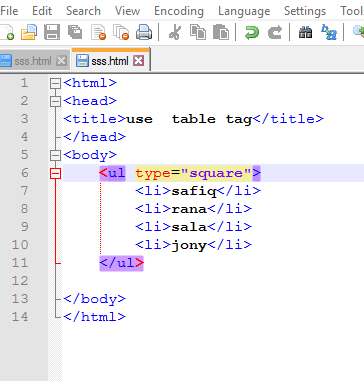 File Edit Search View Encoding Language Settings Tools
sss.html sss.html
1 <html>
2 <head>
3 <title>use  table tag</title>
4 </head>
5 <body>
6 <ul type="square">
7 <li>safiq</li>
8 <li>rana</li>
9 <li>sala</li>
10 <li>jony</li>
11 </ul>
12
13 </body>
14 </html>